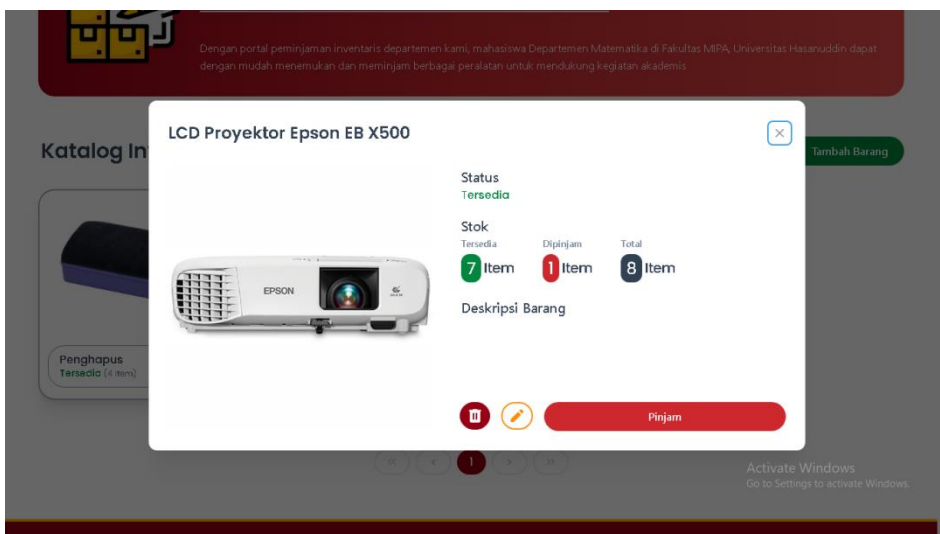 Dengan portal peminjaman inventaris departemen kami, mahasiswa Departemen Matematika di Fakultas MIPA, Universitas Hasanuddin dapat
dengan mudah menemukan dan meminjam berbagai peralatan untuk mendukung kegiatan akademis
LCD Proyektor Epson EB X500
Katalog In
Tambah Barang
Status
Tersedia
Stok
Tersedia Dipinjam Total
7 Item 1 Item 8 Item
EPSON
Deskripsi Barang
Penghapus
Tersedia (4 item)
Pinjam
« ‹ 1 › »
Activate Windows
Go to Settings to activate Windows.